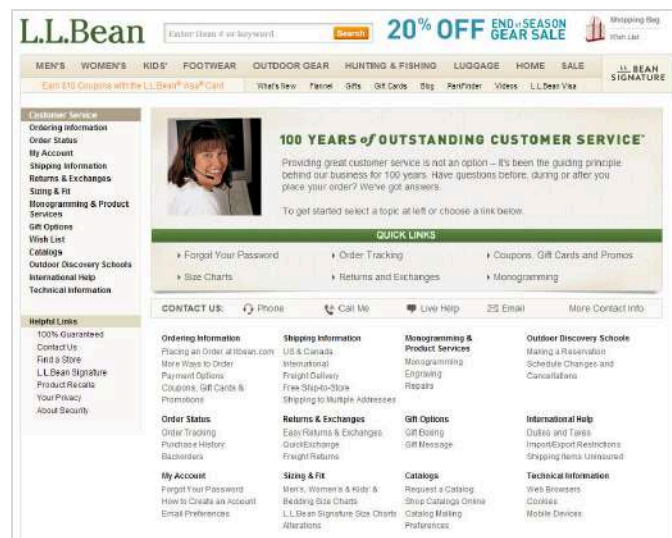 L.L.Bean
Enter Item # or keyword
Search
20% OFF END of SEASON GEAR SALE
Shopping Bag
Wish List
MEN'S WOMEN'S KIDS' FOOTWEAR OUTDOOR GEAR HUNTING & FISHING LUGGAGE HOME SALE
L.L. BEAN SIGNATURE
Earn $10 Coupons with the L.L.Bean® Visa® Card
What's New Flannel Gifts Gift Cards Blog ParkFinder Videos L.L.Bean Visa
Customer Service
Ordering Information
Order Status
My Account
Shipping Information
Returns & Exchanges
Sizing & Fit
Monogramming & Product
Services
Gift Options
Wish List
Catalogs
Outdoor Discovery Schools
International Help
Technical Information
Helpful Links
100% Guaranteed
Contact Us
Find a Store
L.L.Bean Signature
Product Recalls
Your Privacy
About Security
100 YEARS of OUTSTANDING CUSTOMER SERVICE™
Providing great customer service is not an option – it's been the guiding principle
behind our business for 100 years. Have questions before, during or after you
place your order? We've got answers.
To get started select a topic at left or choose a link below.
QUICK LINKS
Forgot Your Password Order Tracking Coupons, Gift Cards and Promos
Size Charts Returns and Exchanges Monogramming
CONTACT US: Phone Call Me Live Help Email More Contact Info
Ordering Information
Placing an Order at llbean.com
More Ways to Order
Payment Options
Coupons, Gift Cards &
Promotions
Shipping Information
US & Canada
International
Freight Delivery
Free Ship-to-Store
Shipping to Multiple Addresses
Monogramming &
Product Services
Monogramming
Engraving
Repairs
Outdoor Discovery Schools
Making a Reservation
Schedule Changes and
Cancellations
Order Status
Order Tracking
Purchase History
Backorders
Returns & Exchanges
Easy Returns & Exchanges
QuickExchange
Freight Returns
Gift Options
Gift Boxing
Gift Message
International Help
Duties and Taxes
Import/Export Restrictions
Shipping Items Uninsured
My Account
Forgot Your Password
How to Create an Account
Email Preferences
Sizing & Fit
Men's, Women's & Kids' &
Bedding Size Charts
L.L.Bean Signature Size Charts
Alterations
Catalogs
Request a Catalog
Shop Catalogs Online
Catalog Mailing
Preferences
Technical Information
Web Browsers
Cookies
Mobile Devices